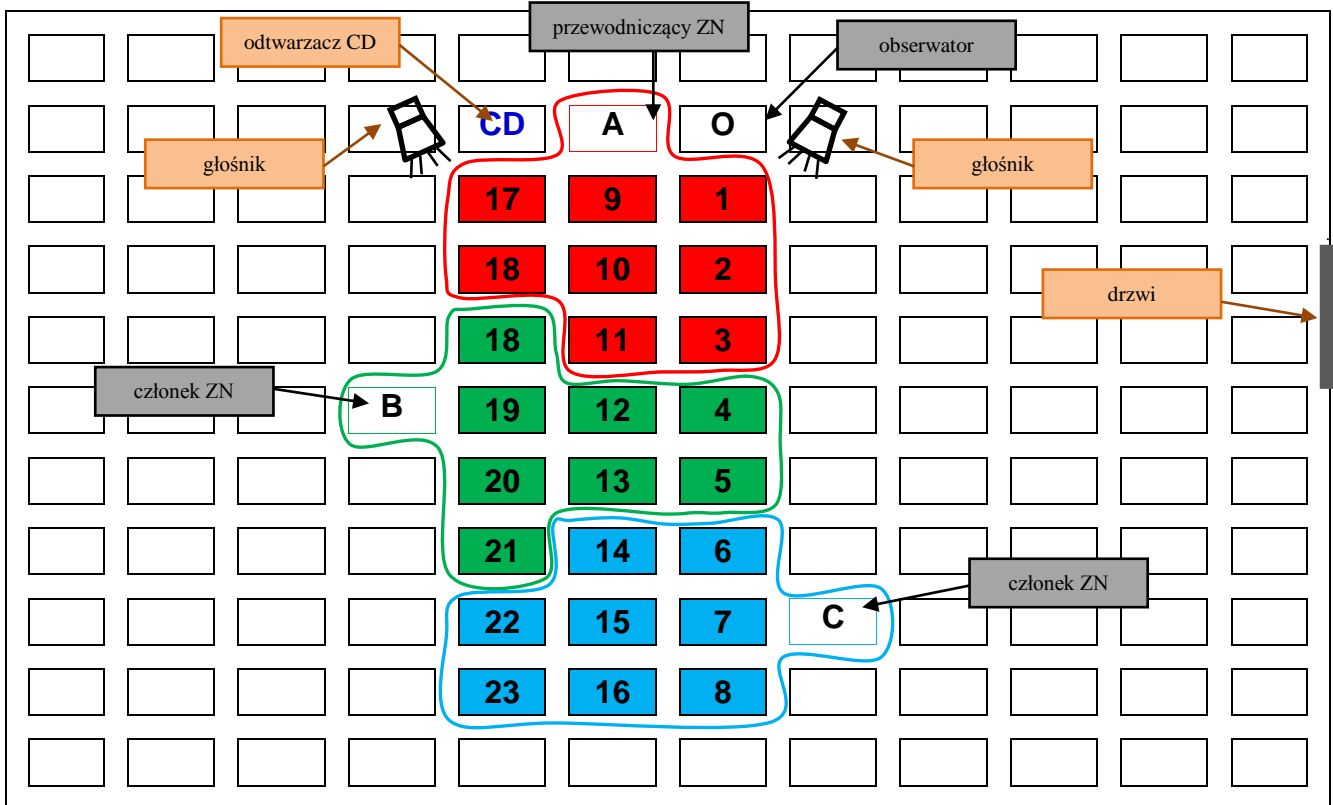 przewodniczący ZN
odtwarzacz CD
obserwator
CD
A
O
głośnik
głośnik
17
9
1
18
10
2
drzwi
18
11
3
członek ZN
B
19
12
4
20
13
5
21
14
6
członek ZN
22
15
7
C
23
16
8